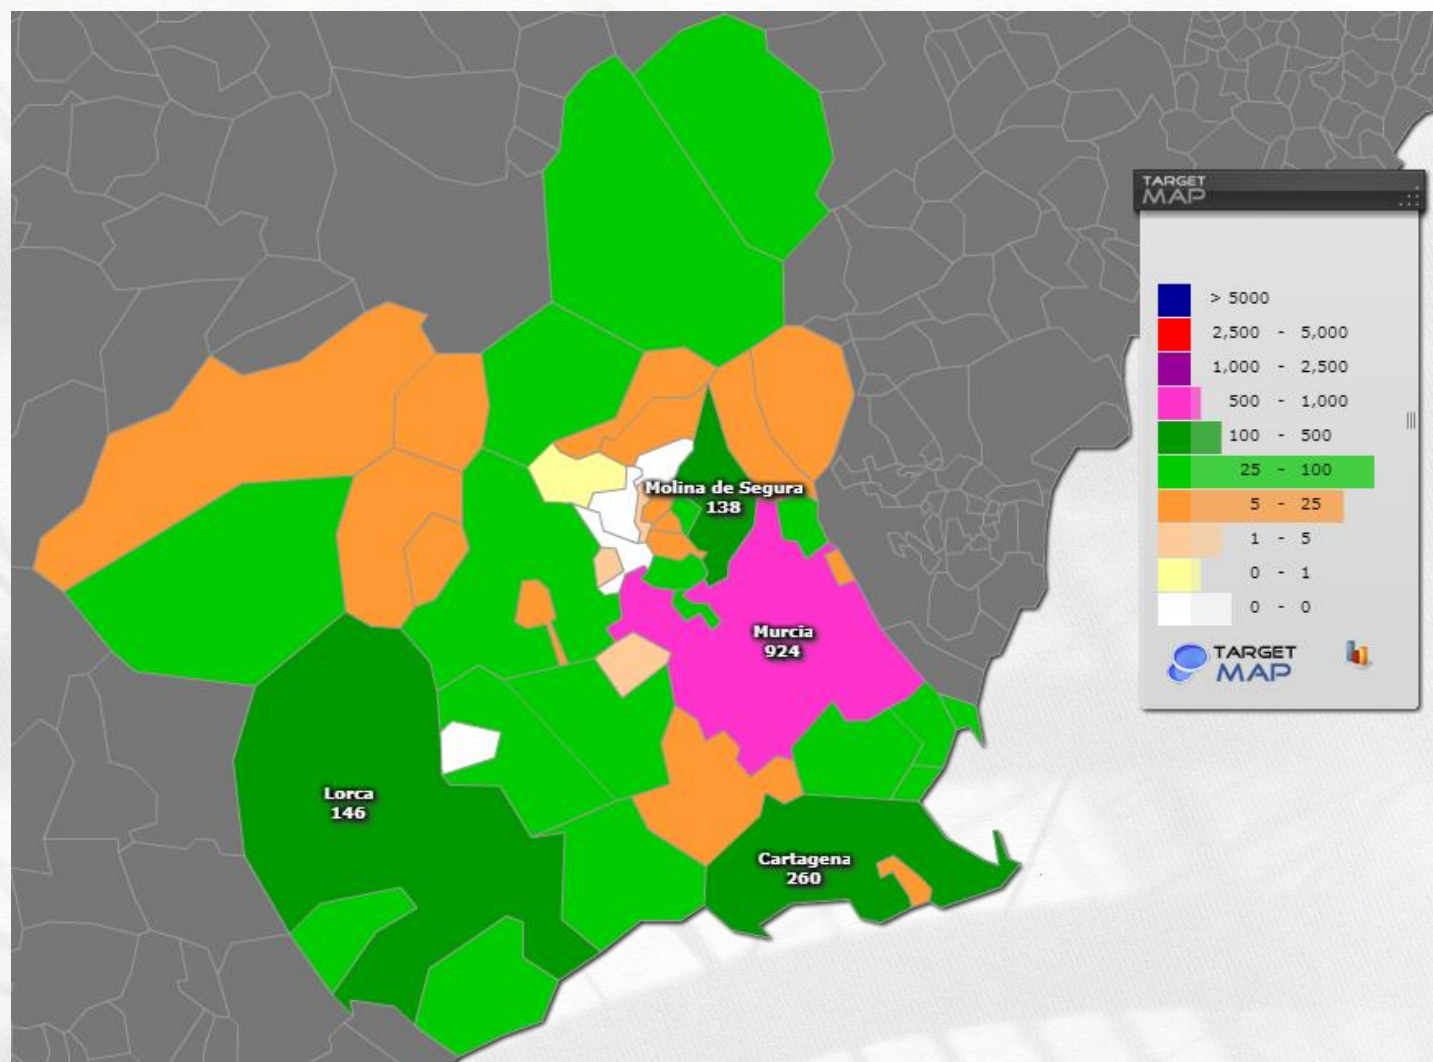 TARGET
MAP
> 5000
2,500 - 5,000
1,000 - 2,500
500 - 1,000
100 - 500
25 - 100
5 - 25
1 - 5
0 - 1
0 - 0
TARGET
MAP
Molina de Segura
138
Murcia
924
Lorca
146
Cartagena
260